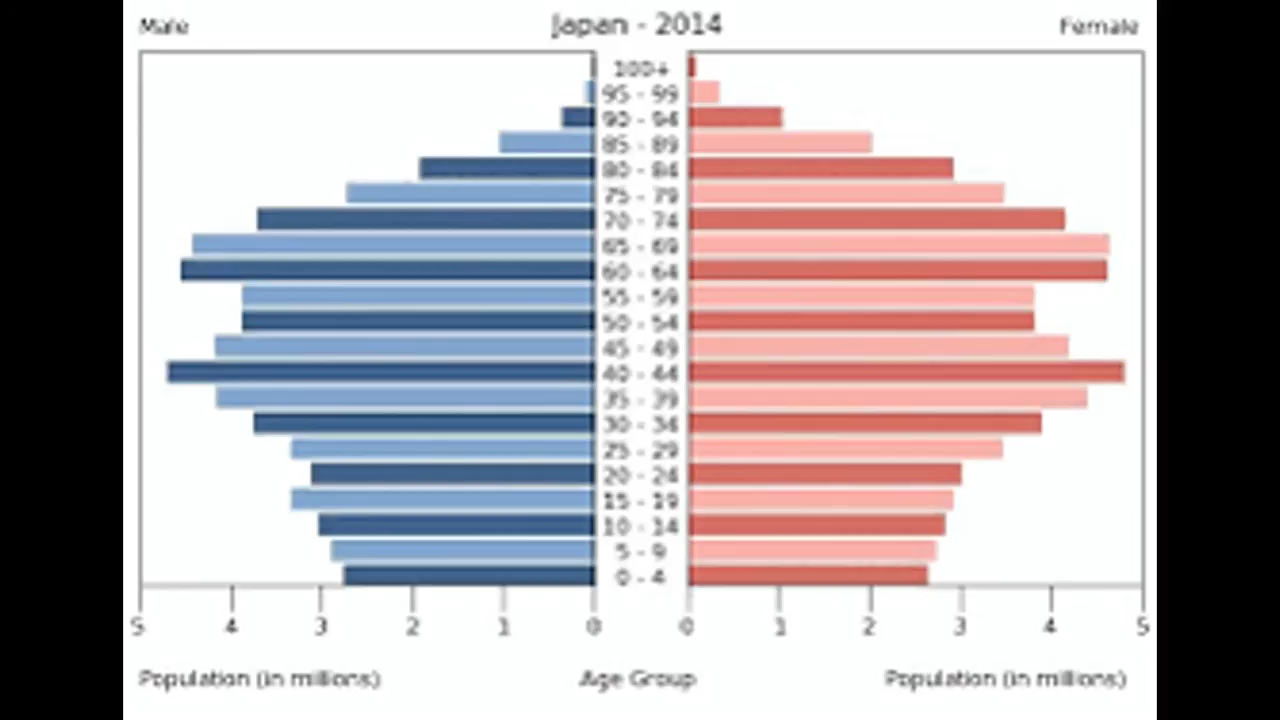 Male Japan - 2014 Female
100+
95 - 99
90 - 94
85 - 89
80 - 84
75 - 79
70 - 74
65 - 69
60 - 64
55 - 59
50 - 54
45 - 49
40 - 44
35 - 39
30 - 34
25 - 29
20 - 24
15 - 19
10 - 14
5 - 9
0 - 4
5 4 3 2 1 0 0 1 2 3 4 5
Population (in millions) Age Group Population (in millions)